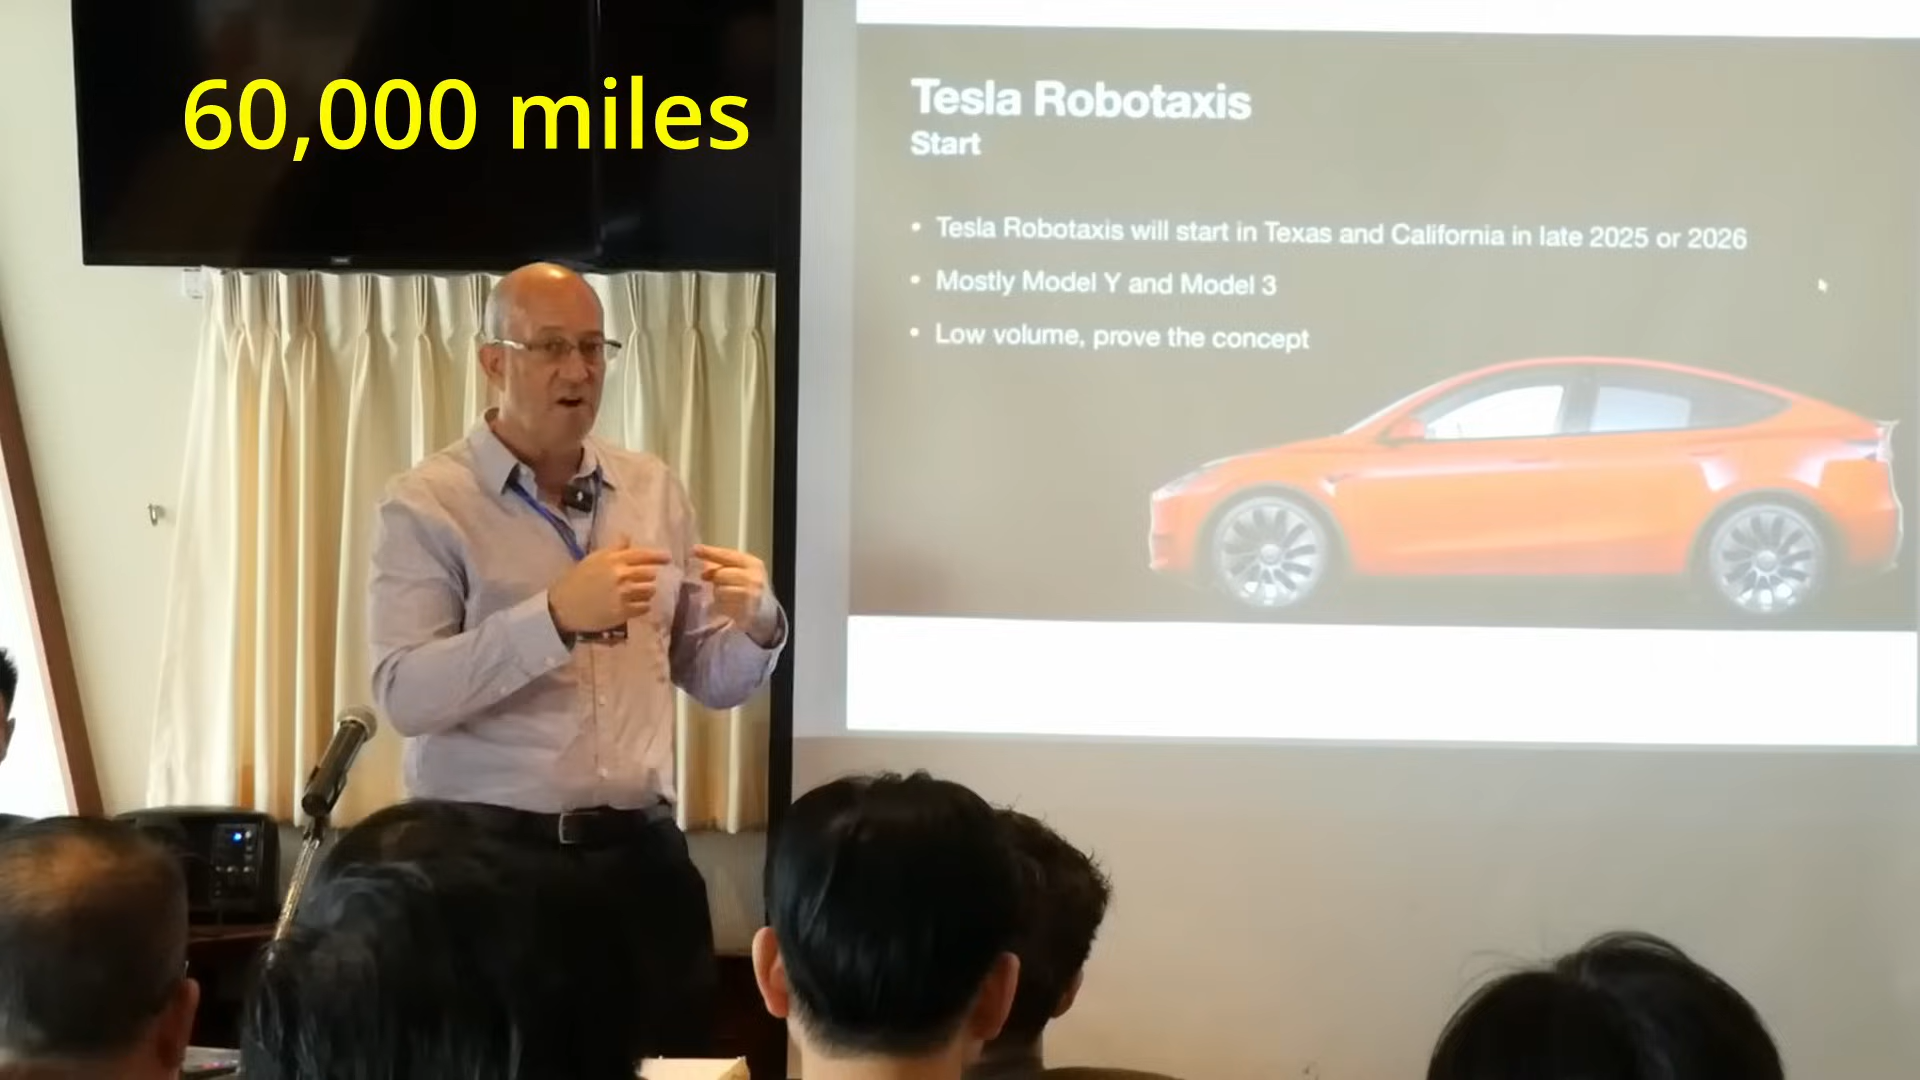 60,000 miles
Tesla Robotaxis
Start
• Tesla Robotaxis will start in Texas and California in late 2025 or 2026
• Mostly Model Y and Model 3
• Low volume, prove the concept